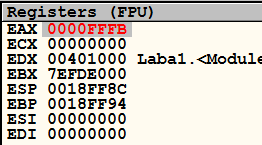 Registers (FPU)
EAX 0000FFFB
ECX 00000000
EDX 00401000 Laba1.<Module
EBX 7EFDE000
ESP 0018FF8C
EBP 0018FF94
ESI 00000000
EDI 00000000